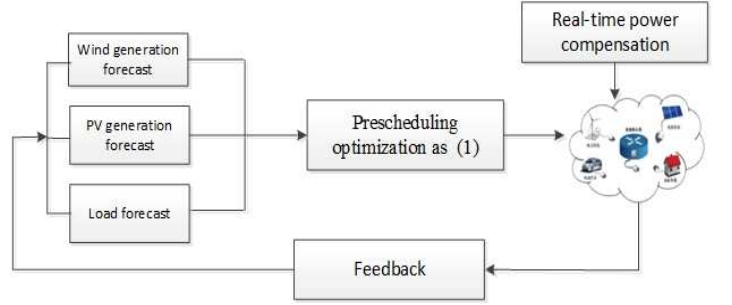 Wind generation
forecast
PV generation
forecast
Load forecast
Prescheduling
optimization as (1)
Real-time power
compensation
Feedback